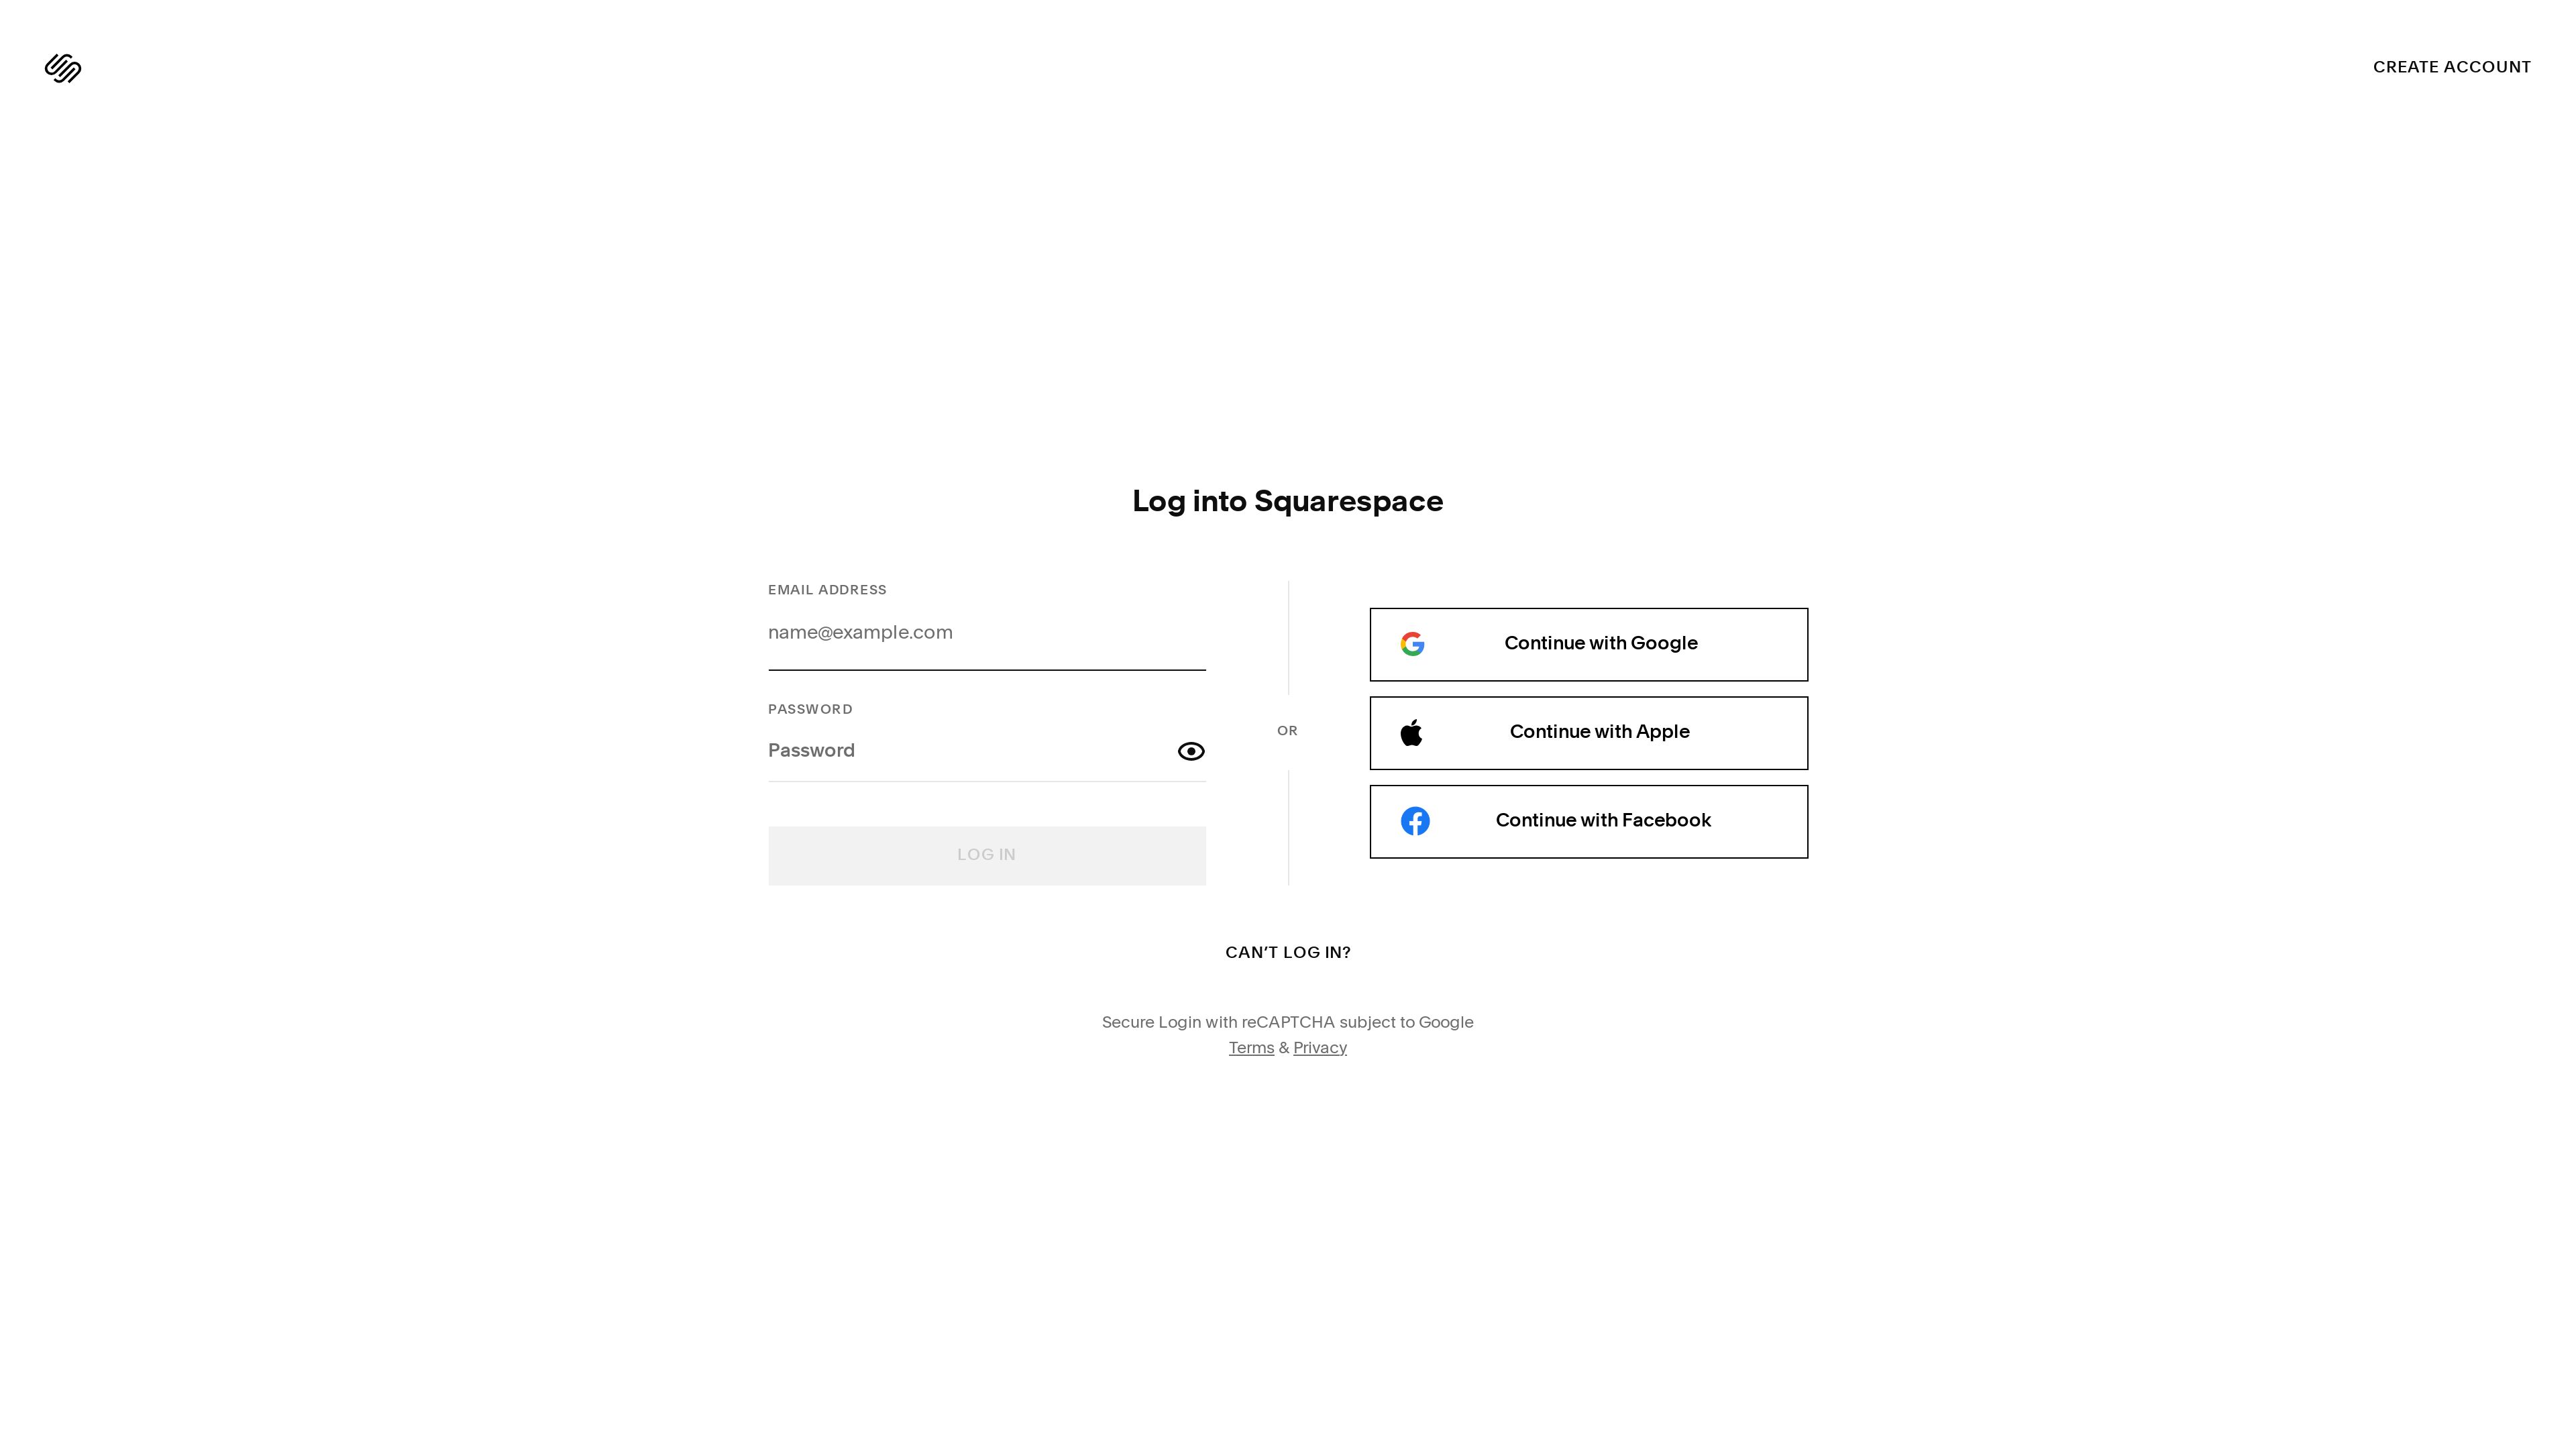 CREATE ACCOUNT
Log into Squarespace
EMAIL ADDRESS
name@example.com
PASSWORD
Password
LOG IN
OR
Continue with Google
Continue with Apple
Continue with Facebook
CAN'T LOG IN?
Secure Login with reCAPTCHA subject to Google
Terms & Privacy